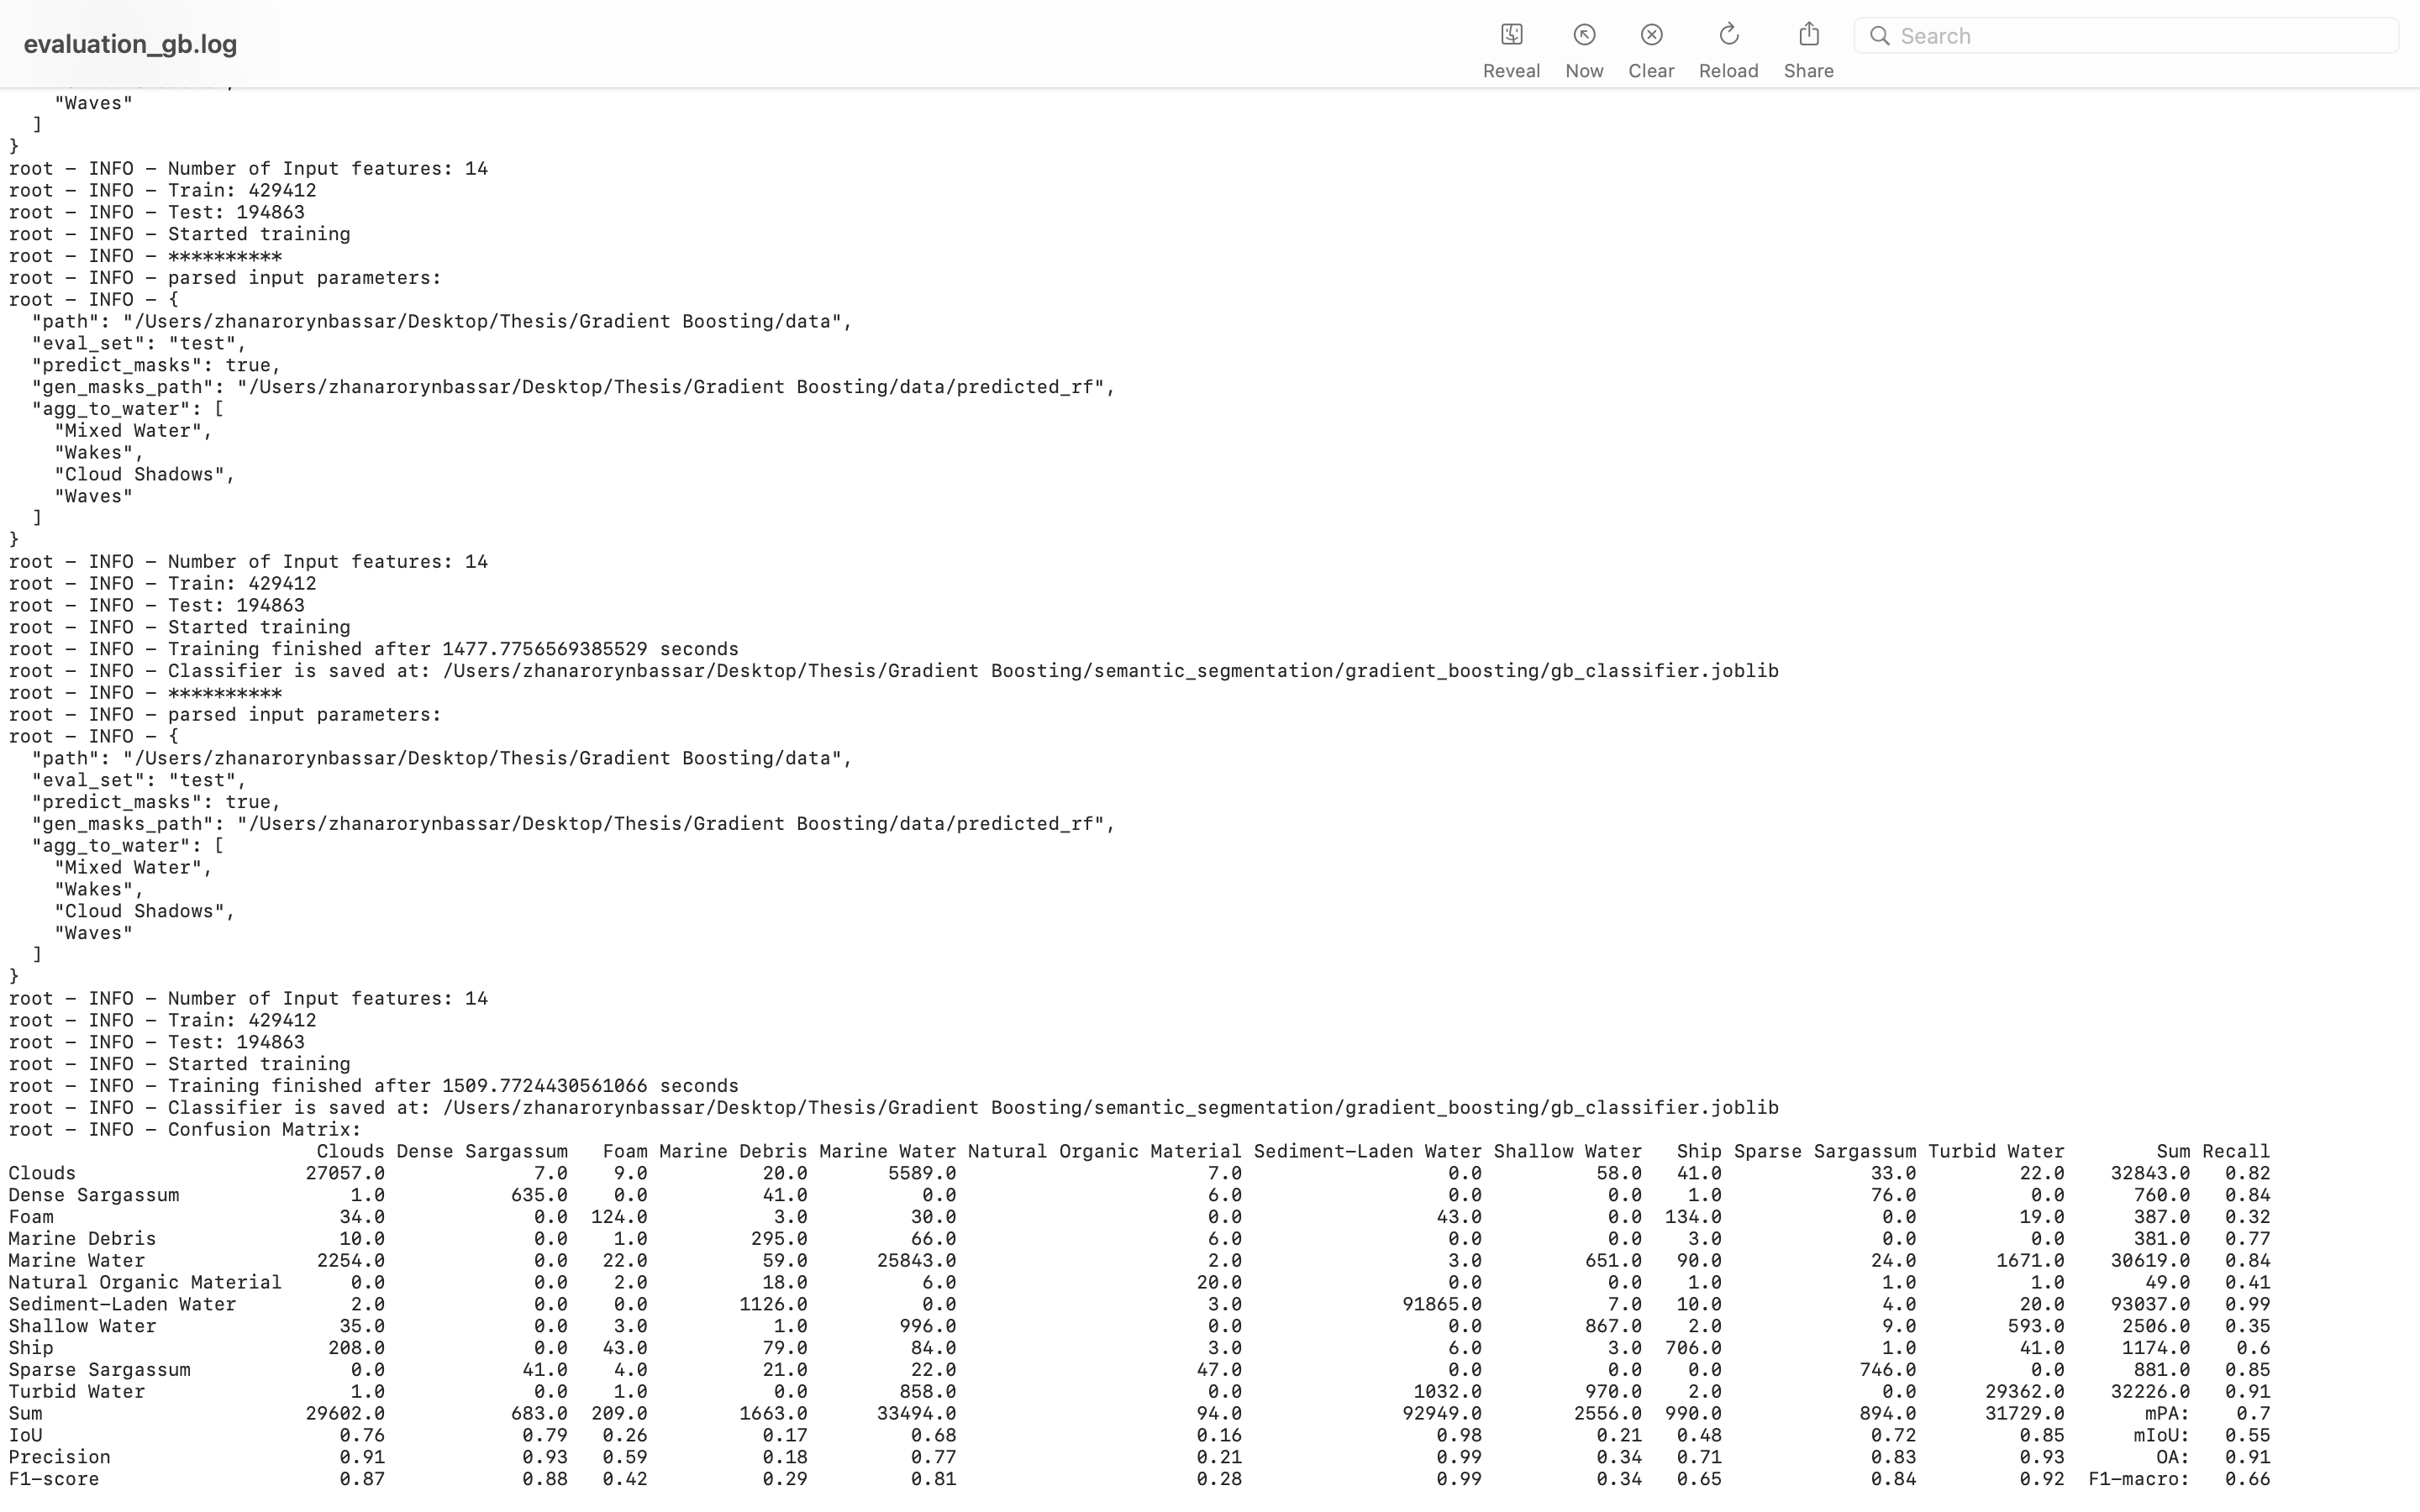 evaluation_gb.log
Reveal Now Clear Reload Share Search
    "Waves"
  ]
}
root – INFO – Number of Input features: 14
root – INFO – Train: 429412
root – INFO – Test: 194863
root – INFO – Started training
root – INFO – **********
root – INFO – parsed input parameters:
root – INFO – {
  "path": "/Users/zhanarorynbassar/Desktop/Thesis/Gradient Boosting/data",
  "eval_set": "test",
  "predict_masks": true,
  "gen_masks_path": "/Users/zhanarorynbassar/Desktop/Thesis/Gradient Boosting/data/predicted_rf",
  "agg_to_water": [
    "Mixed Water",
    "Wakes",
    "Cloud Shadows",
    "Waves"
  ]
}
root – INFO – Number of Input features: 14
root – INFO – Train: 429412
root – INFO – Test: 194863
root – INFO – Started training
root – INFO – Training finished after 1477.7756569385529 seconds
root – INFO – Classifier is saved at: /Users/zhanarorynbassar/Desktop/Thesis/Gradient Boosting/semantic_segmentation/gradient_boosting/gb_classifier.joblib
root – INFO – **********
root – INFO – parsed input parameters:
root – INFO – {
  "path": "/Users/zhanarorynbassar/Desktop/Thesis/Gradient Boosting/data",
  "eval_set": "test",
  "predict_masks": true,
  "gen_masks_path": "/Users/zhanarorynbassar/Desktop/Thesis/Gradient Boosting/data/predicted_rf",
  "agg_to_water": [
    "Mixed Water",
    "Wakes",
    "Cloud Shadows",
    "Waves"
  ]
}
root – INFO – Number of Input features: 14
root – INFO – Train: 429412
root – INFO – Test: 194863
root – INFO – Started training
root – INFO – Training finished after 1509.7724430561066 seconds
root – INFO – Classifier is saved at: /Users/zhanarorynbassar/Desktop/Thesis/Gradient Boosting/semantic_segmentation/gradient_boosting/gb_classifier.joblib
root – INFO – Confusion Matrix:
Clouds Dense Sargassum Foam Marine Debris Marine Water Natural Organic Material Sediment-Laden Water Shallow Water Ship Sparse Sargassum Turbid Water Sum Recall
Clouds 27057.0 7.0 9.0 20.0 5589.0 7.0 0.0 58.0 41.0 33.0 22.0 32843.0 0.82
Dense Sargassum 1.0 635.0 0.0 41.0 0.0 6.0 0.0 0.0 1.0 76.0 0.0 760.0 0.84
Foam 34.0 0.0 124.0 3.0 30.0 0.0 43.0 0.0 134.0 0.0 19.0 387.0 0.32
Marine Debris 10.0 0.0 1.0 295.0 66.0 6.0 0.0 0.0 3.0 0.0 0.0 381.0 0.77
Marine Water 2254.0 0.0 22.0 59.0 25843.0 2.0 3.0 651.0 90.0 24.0 1671.0 30619.0 0.84
Natural Organic Material 0.0 0.0 2.0 18.0 6.0 20.0 0.0 0.0 1.0 1.0 1.0 49.0 0.41
Sediment-Laden Water 2.0 0.0 0.0 1126.0 0.0 3.0 91865.0 7.0 10.0 4.0 20.0 93037.0 0.99
Shallow Water 35.0 0.0 3.0 1.0 996.0 0.0 0.0 867.0 2.0 9.0 593.0 2506.0 0.35
Ship 208.0 0.0 43.0 79.0 84.0 3.0 6.0 3.0 706.0 1.0 41.0 1174.0 0.6
Sparse Sargassum 0.0 41.0 4.0 21.0 22.0 47.0 0.0 0.0 0.0 746.0 0.0 881.0 0.85
Turbid Water 1.0 0.0 1.0 0.0 858.0 0.0 1032.0 970.0 2.0 0.0 29362.0 32226.0 0.91
Sum 29602.0 683.0 209.0 1663.0 33494.0 94.0 92949.0 2556.0 990.0 894.0 31729.0 mPA: 0.7
IoU 0.76 0.79 0.26 0.17 0.68 0.16 0.98 0.21 0.48 0.72 0.85 mIoU: 0.55
Precision 0.91 0.93 0.59 0.18 0.77 0.21 0.99 0.34 0.71 0.83 0.93 OA: 0.91
F1-score 0.87 0.88 0.42 0.29 0.81 0.28 0.99 0.34 0.65 0.84 0.92 F1-macro: 0.66